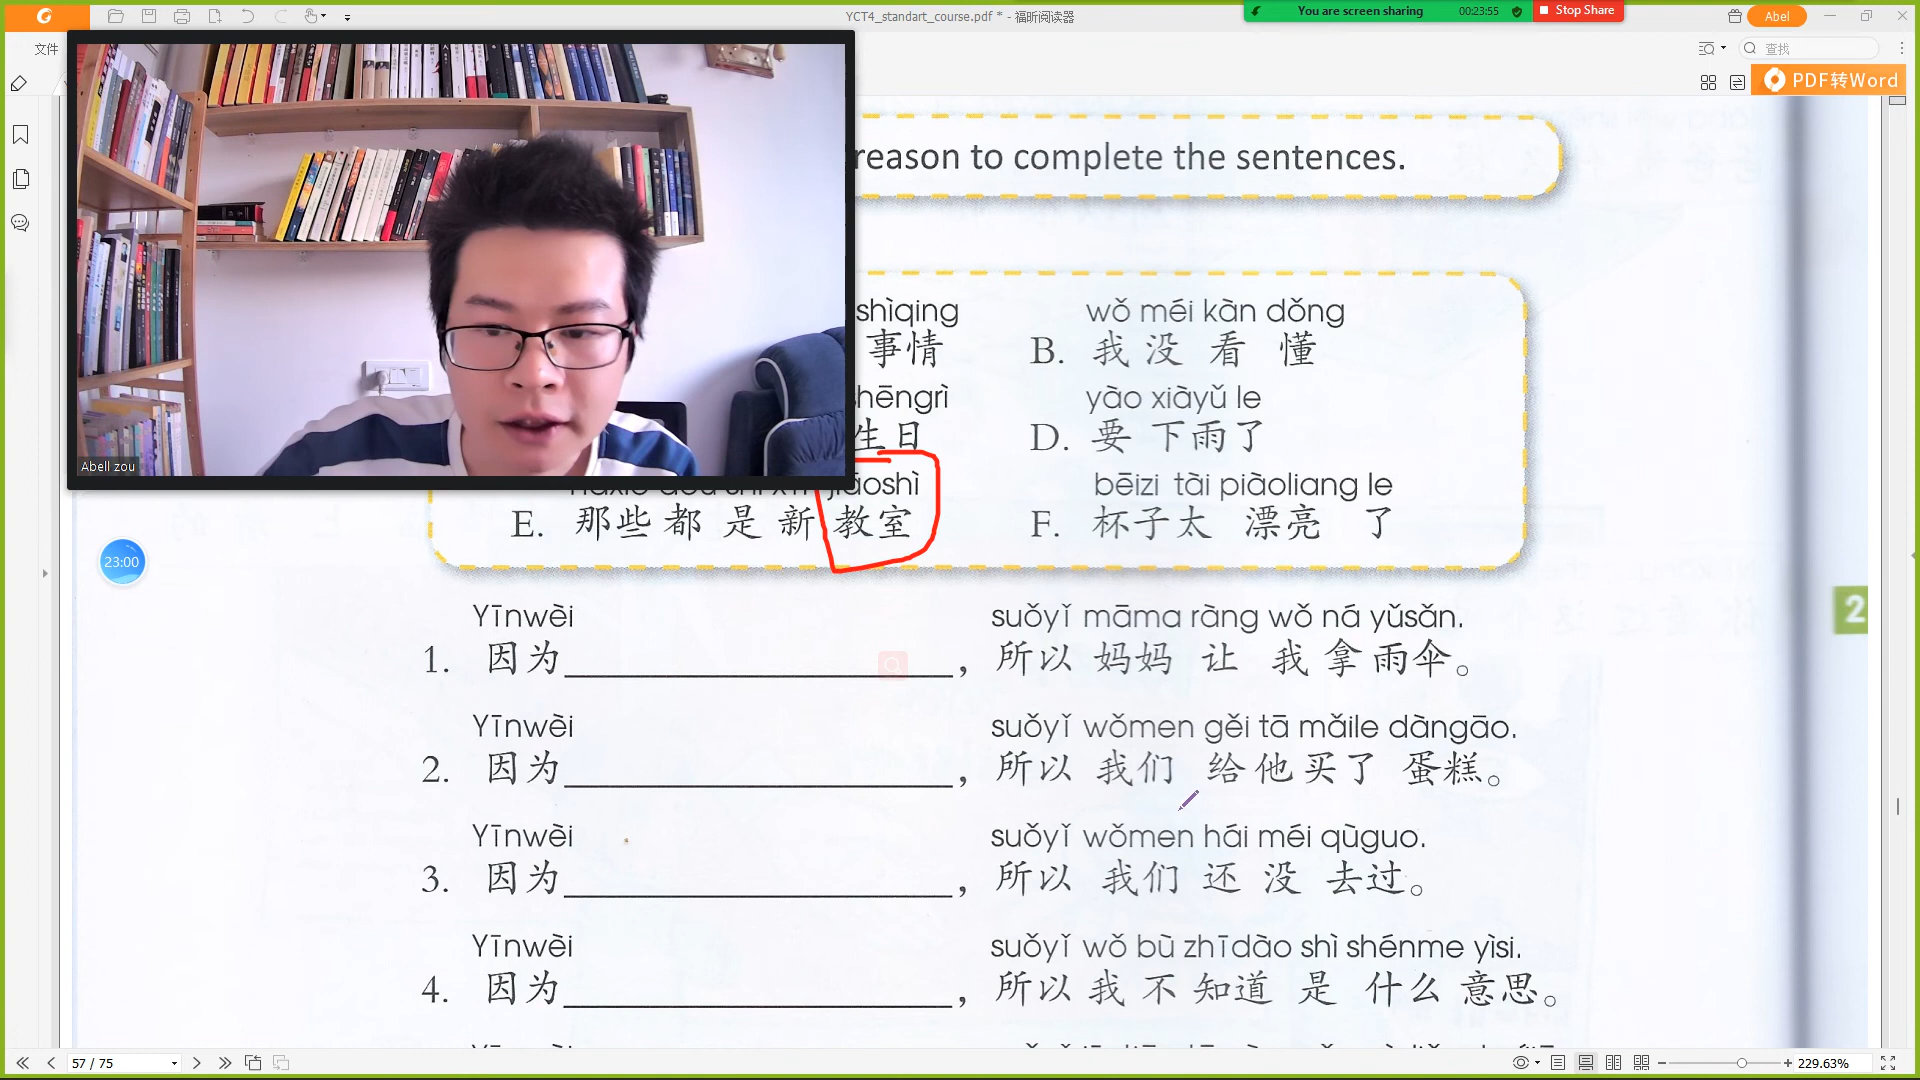 YCT4_standart_course.pdf * - 福昕阅读器
You are screen sharing
00:23:55
Stop Share
Abel
文件
查找
PDF转Word
reason to complete the sentences.
shìqing
wǒ méi kàn dǒng
事情
B. 我 没 看 懂
shēngrì
yào xiàyǔ le
生日
D. 要 下雨了
Abell zou
jiāoshì
bēizi tài piàoliang le
E. 那些 都 是 新 教室
F. 杯子太 漂亮 了
23:00
Yīnwèi
suǒyǐ māma ràng wǒ ná yǔsǎn.
1. 因为
, 所以 妈妈 让 我 拿 雨伞。
2
Yīnwèi
suǒyǐ wǒmen gěi tā mǎile dàngāo.
2. 因为
, 所以 我们 给 他 买 了 蛋糕。
Yīnwèi
suǒyǐ wǒmen hái méi qùguo.
3. 因为
, 所以 我们 还 没 去过。
Yīnwèi
suǒyǐ wǒ bù zhīdào shì shénme yìsi.
4. 因为
, 所以 我 不 知道 是 什么 意思。
57 / 75
229.63%